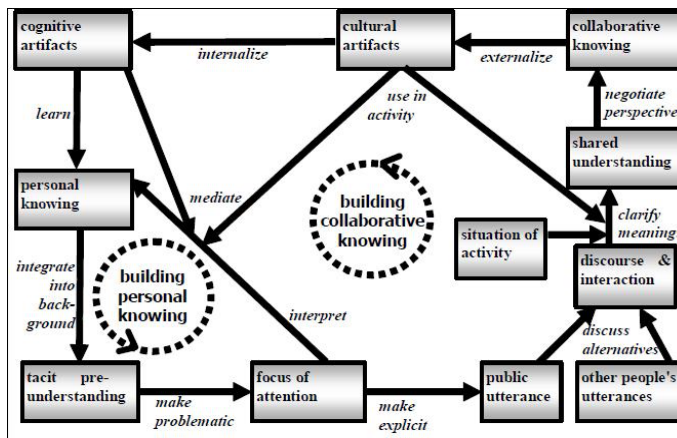 cognitive
artifacts
internalize
cultural
artifacts
externalize
collaborative
knowing
learn
use in
activity
negotiate
perspective
shared
understanding
personal
knowing
mediate
building
collaborative
knowing
situation of
activity
clarify
meaning
discourse &
interaction
integrate
into
back-
ground
building
personal
knowing
interpret
discuss
alternatives
tacit pre-
understanding
make
problematic
focus of
attention
make
explicit
public
utterance
other people's
utterances